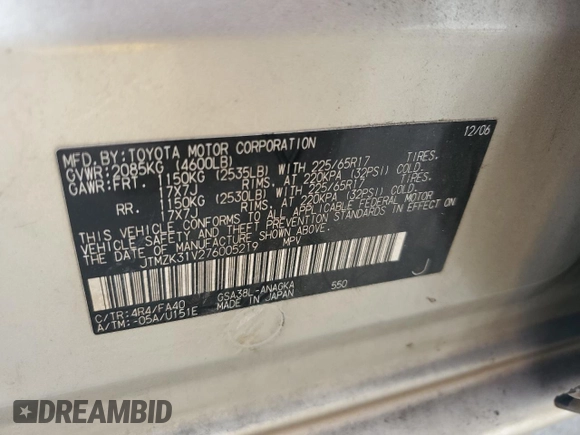 MFD. BY: TOYOTA MOTOR CORPORATION 12/06
GVWR: 2085KG (4600LB)
GAWR: FRT. 1150KG (2535LB) WITH 225/65R17 TIRES.
17X7J RIMS AT 220KPA (32PSI) COLD.
RR. 1150KG (2530LB) WITH 225/65R17 TIRES.
17X7J RIMS AT 220KPA (32PSI) COLD.
THIS VEHICLE CONFORMS TO ALL APPLICABLE FEDERAL MOTOR
VEHICLE SAFETY AND THEFT PREVENTION STANDARDS IN EFFECT ON
THE DATE OF MANUFACTURE SHOWN ABOVE.
JTMZK31V276005219 MPV
J
C/TR: 4R4/FA40 GSA38L-ANAGKA 550
A/TM: -05A/U151E MADE IN JAPAN
DREAMBID